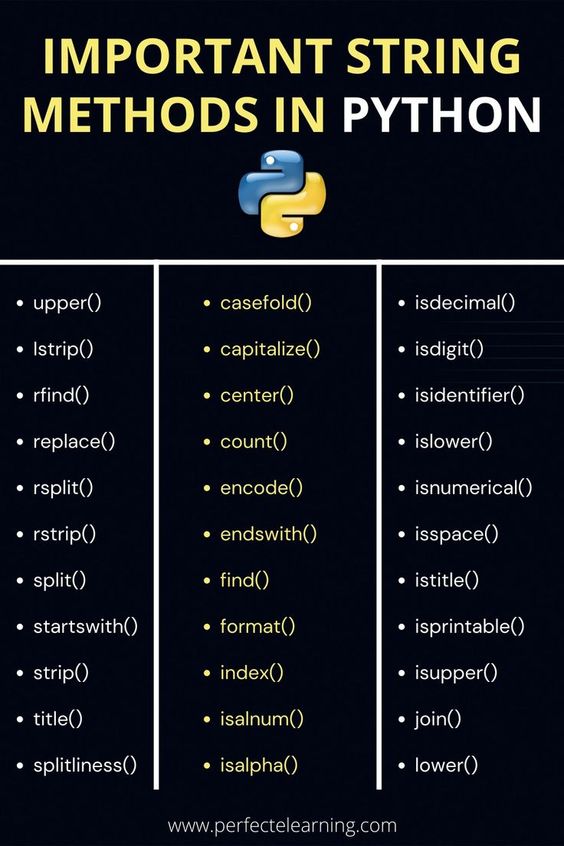 IMPORTANT STRING
METHODS IN PYTHON
• upper()
• lstrip()
• rfind()
• replace()
• rsplit()
• rstrip()
• split()
• startswith()
• strip()
• title()
• splitliness()
• casefold()
• capitalize()
• center()
• count()
• encode()
• endswith()
• find()
• format()
• index()
• isalnum()
• isalpha()
• isdecimal()
• isdigit()
• isidentifier()
• islower()
• isnumerical()
• isspace()
• istitle()
• isprintable()
• isupper()
• join()
• lower()
www.perfectelearning.com